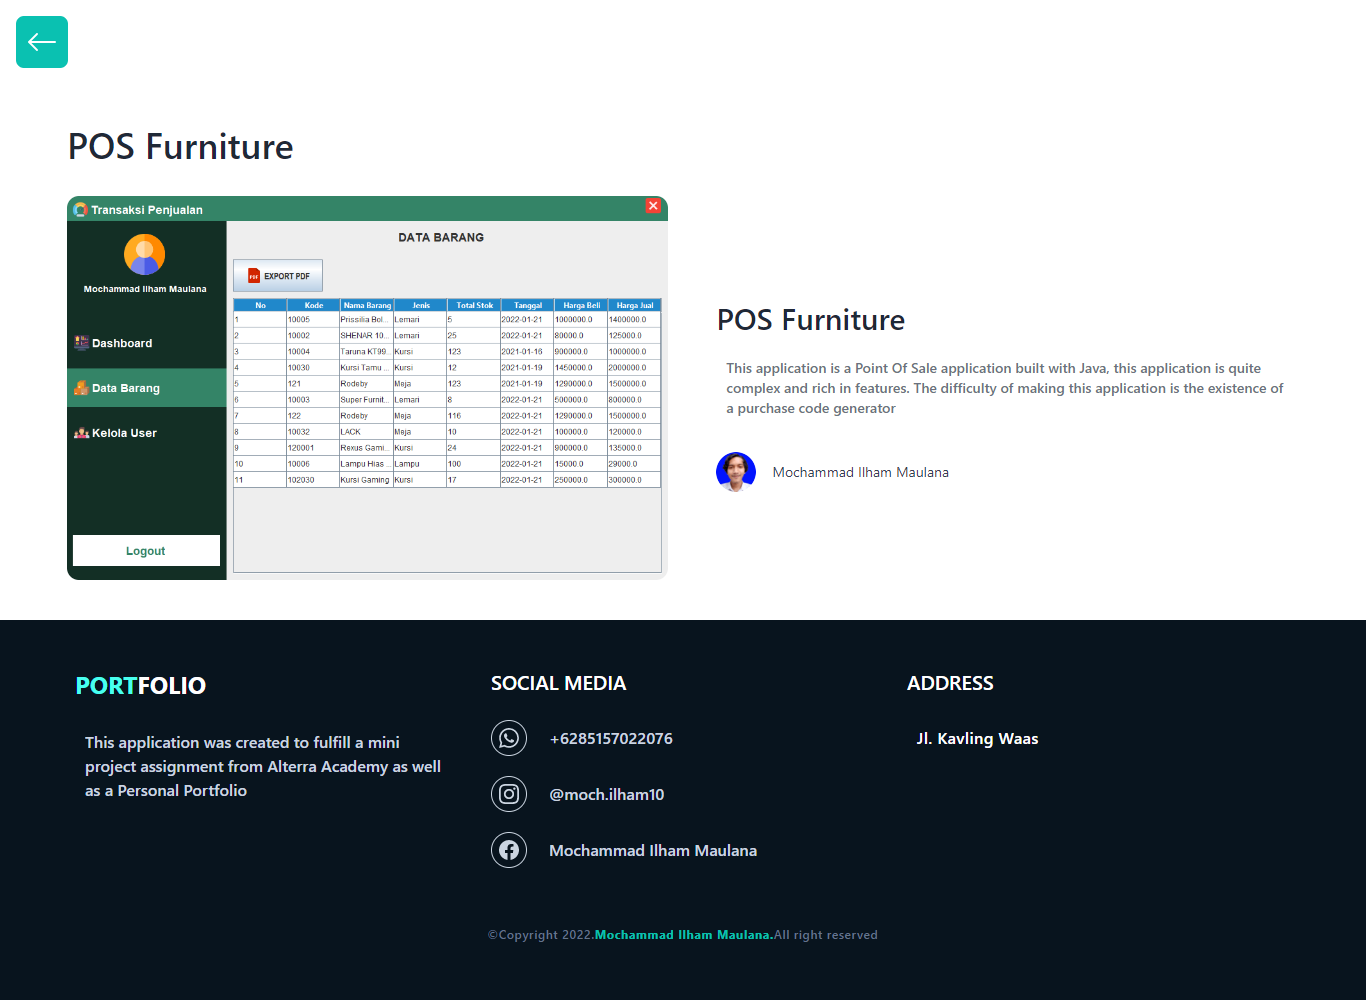 POS Furniture
Transaksi Penjualan
Mochammad Ilham Maulana
Dashboard
Data Barang
Kelola User
Logout
DATA BARANG
PDF EXPORT PDF
No Kode Nama Barang Jenis Total Stok Tanggal Harga Beli Harga Jual
1 10005 Prissilia Bol... Lemari 5 2022-01-21 1000000.0 1400000.0
2 10002 SHENAR 10... Lemari 25 2022-01-21 80000.0 125000.0
3 10004 Taruna KT99... Kursi 123 2021-01-16 900000.0 1000000.0
4 10030 Kursi Tamu ... Kursi 12 2021-01-19 1450000.0 2000000.0
5 121 Rodeby Meja 123 2021-01-19 1290000.0 1500000.0
6 10003 Super Furnit... Lemari 8 2022-01-21 500000.0 800000.0
7 122 Rodeby Meja 116 2022-01-21 1290000.0 1500000.0
8 10032 LACK Meja 10 2022-01-21 100000.0 120000.0
9 120001 Rexus Gami... Kursi 24 2022-01-21 900000.0 135000.0
10 10006 Lampu Hias ... Lampu 100 2022-01-21 15000.0 29000.0
11 102030 Kursi Gaming Kursi 17 2022-01-21 250000.0 300000.0
POS Furniture
This application is a Point Of Sale application built with Java, this application is quite
complex and rich in features. The difficulty of making this application is the existence of
a purchase code generator
Mochammad Ilham Maulana
PORTFOLIO
This application was created to fulfill a mini
project assignment from Alterra Academy as well
as a Personal Portfolio
SOCIAL MEDIA
+6285157022076
@moch.ilham10
Mochammad Ilham Maulana
ADDRESS
Jl. Kavling Waas
©Copyright 2022.Mochammad Ilham Maulana.All right reserved